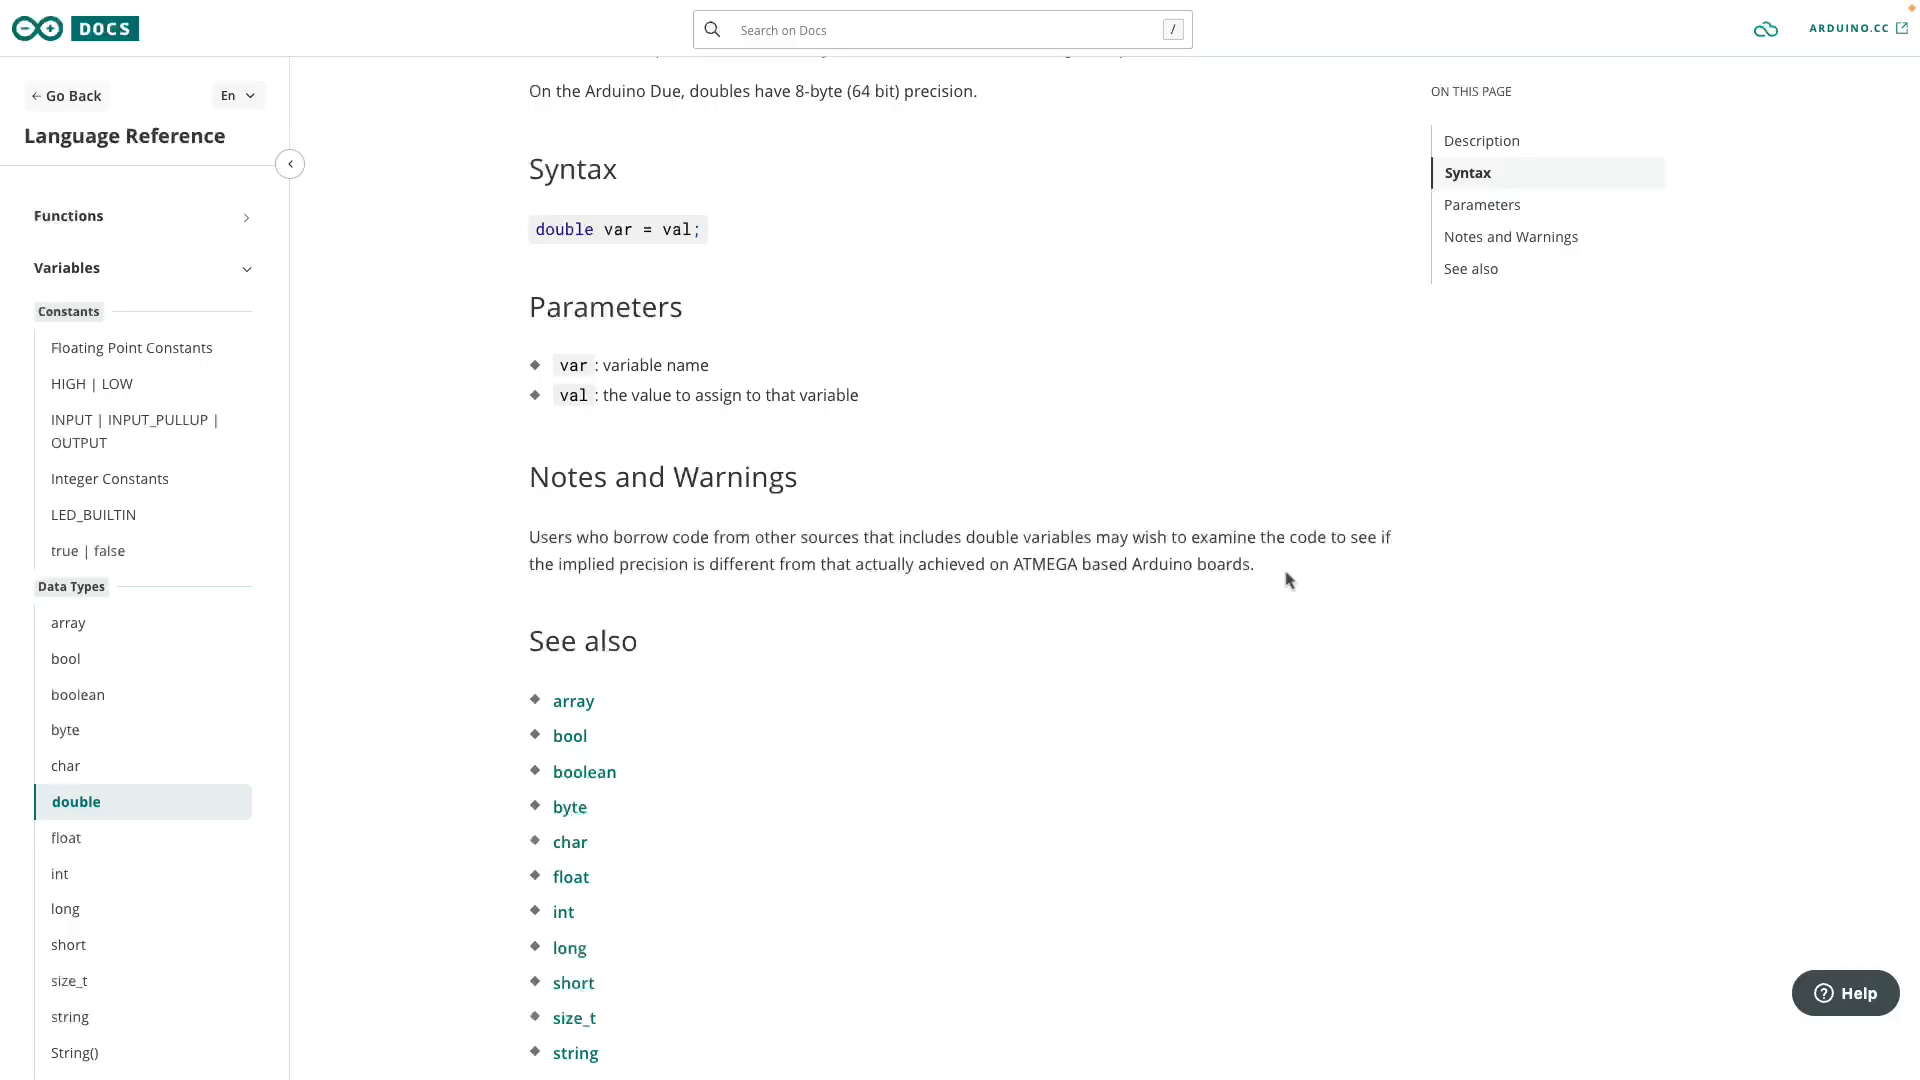 DOCS
Search on Docs
/
ARDUINO.CC
Go Back
En
Language Reference
Functions
Variables
Constants
Floating Point Constants
HIGH | LOW
INPUT | INPUT_PULLUP |
OUTPUT
Integer Constants
LED_BUILTIN
true | false
Data Types
array
bool
boolean
byte
char
double
float
int
long
short
size_t
string
String()
On the Arduino Due, doubles have 8-byte (64 bit) precision.
Syntax
double var = val;
Parameters
var : variable name
val : the value to assign to that variable
Notes and Warnings
Users who borrow code from other sources that includes double variables may wish to examine the code to see if
the implied precision is different from that actually achieved on ATMEGA based Arduino boards.
See also
array
bool
boolean
byte
char
float
int
long
short
size_t
string
ON THIS PAGE
Description
Syntax
Parameters
Notes and Warnings
See also
Help